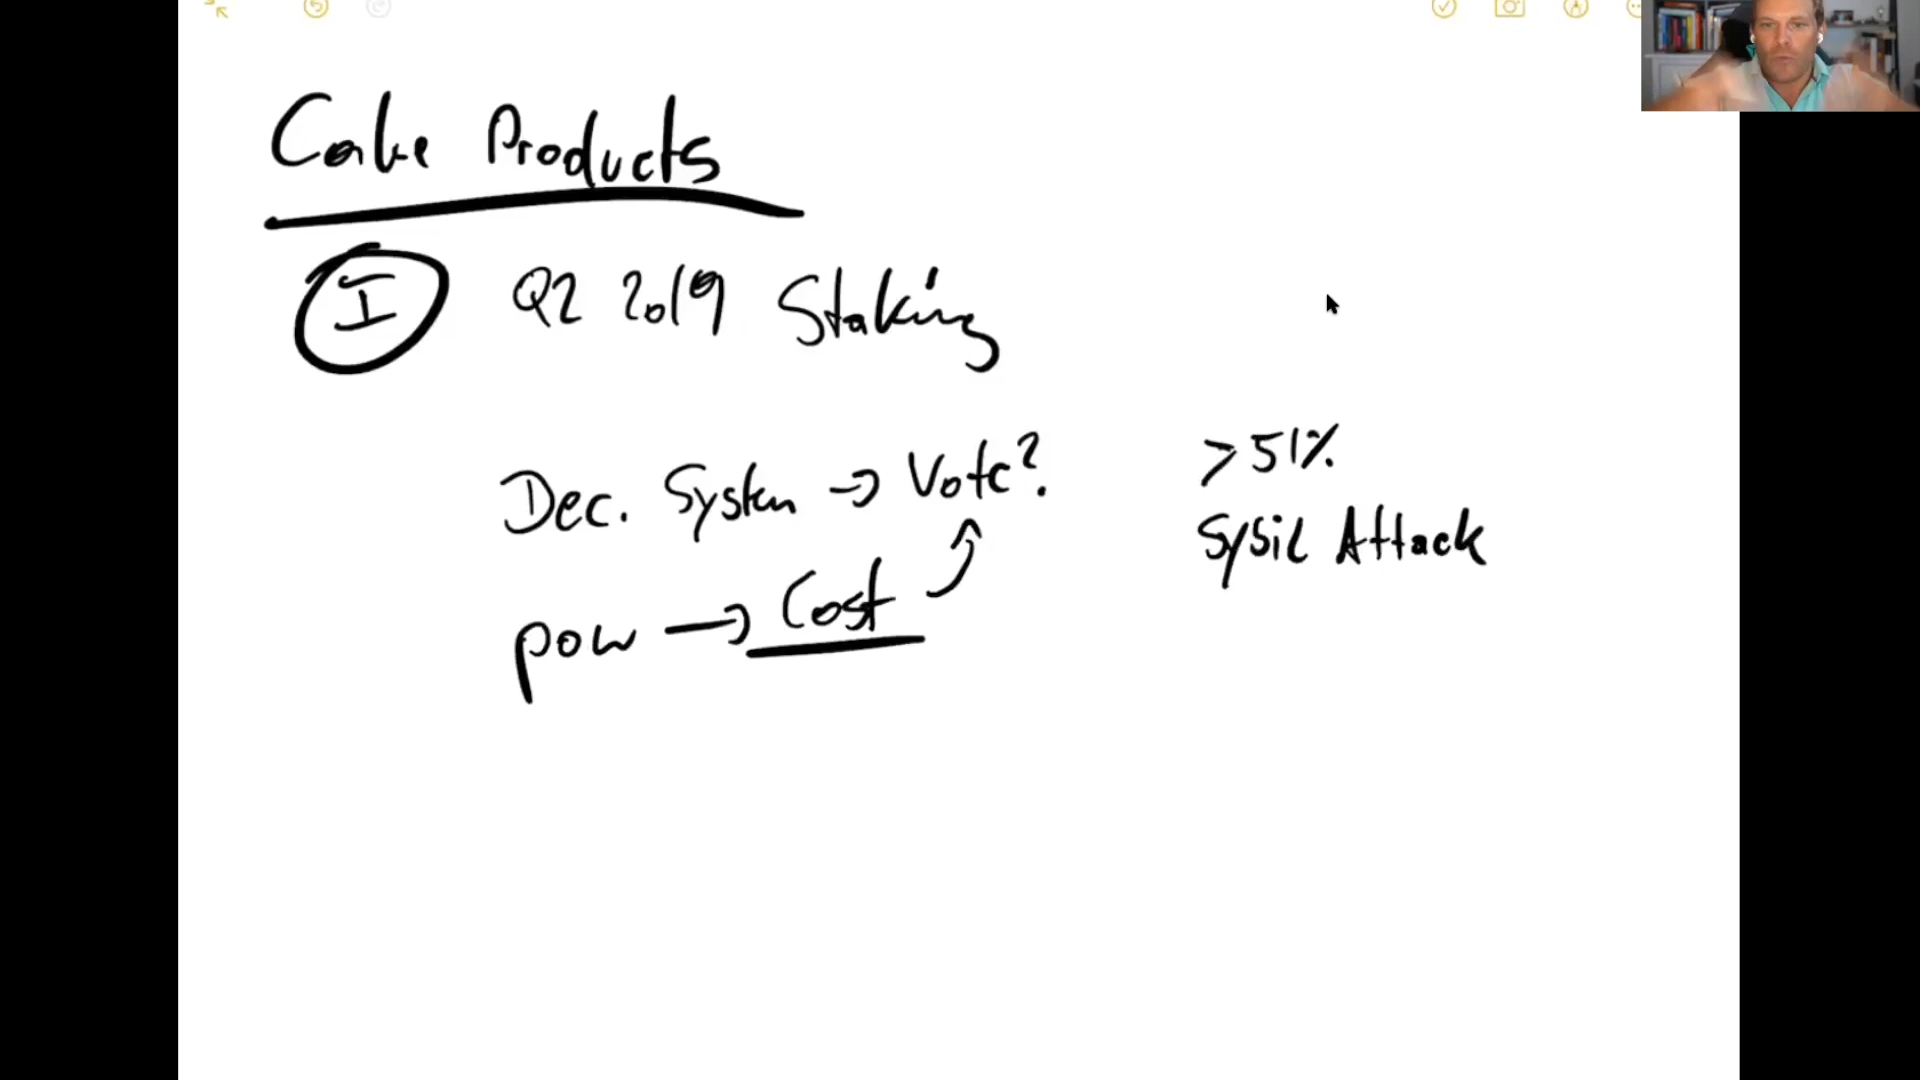 Cake Products
I Q2 2019 Staking
Dec. System → Vote?
pow → Cost
>51%
Sysil Attack